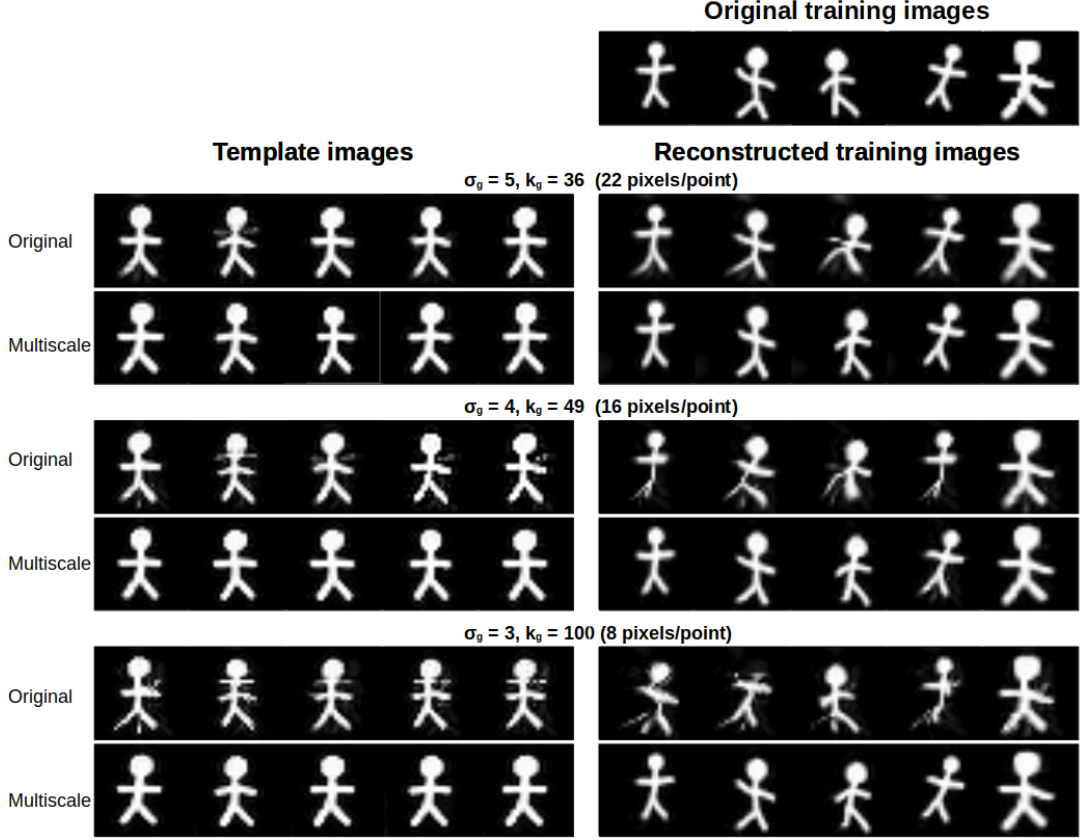 Original training images
Template images
Reconstructed training images
σg = 5, kg = 36 (22 pixels/point)
Original
Multiscale
σg = 4, kg = 49 (16 pixels/point)
Original
Multiscale
σg = 3, kg = 100 (8 pixels/point)
Original
Multiscale